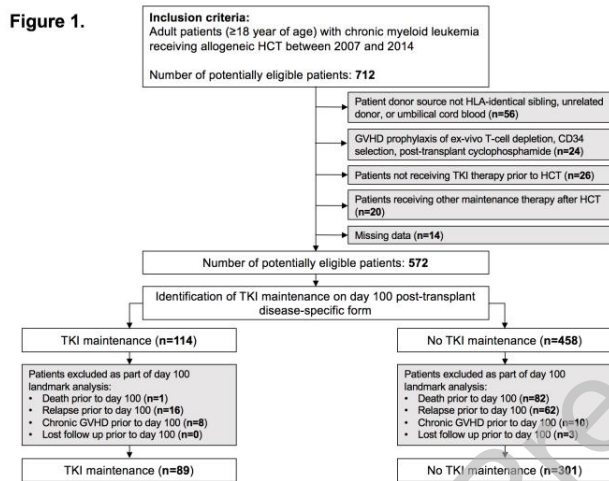 Figure 1.
Inclusion criteria:
Adult patients (≥18 year of age) with chronic myeloid leukemia
receiving allogeneic HCT between 2007 and 2014
Number of potentially eligible patients: 712
Patient donor source not HLA-identical sibling, unrelated
donor, or umbilical cord blood (n=56)
GVHD prophylaxis of ex-vivo T-cell depletion, CD34
selection, post-transplant cyclophosphamide (n=24)
Patients not receiving TKI therapy prior to HCT (n=26)
Patients receiving other maintenance therapy after HCT
(n=20)
Missing data (n=14)
Number of potentially eligible patients: 572
Identification of TKI maintenance on day 100 post-transplant
disease-specific form
TKI maintenance (n=114)
Patients excluded as part of day 100
landmark analysis:
• Death prior to day 100 (n=1)
• Relapse prior to day 100 (n=16)
• Chronic GVHD prior to day 100 (n=8)
• Lost follow up prior to day 100 (n=0)
TKI maintenance (n=89)
No TKI maintenance (n=458)
Patients excluded as part of day 100
landmark analysis:
• Death prior to day 100 (n=82)
• Relapse prior to day 100 (n=62)
• Chronic GVHD prior to day 100 (n=10)
• Lost follow up prior to day 100 (n=3)
No TKI maintenance (n=301)
Pre